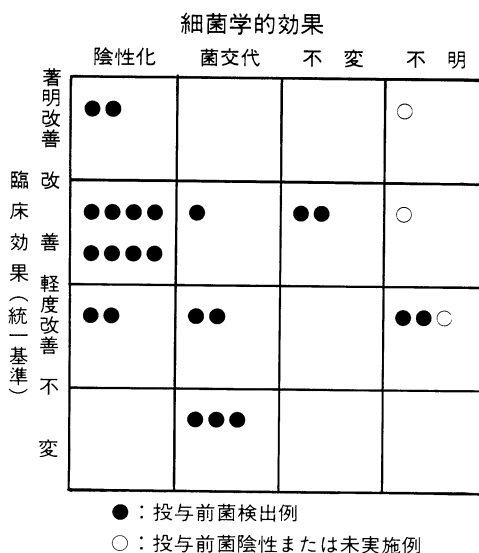 細菌学的効果
陰性化 菌交代 不変 不明
臨床効果(統一基準)
著明改善
改善
軽度改善
不変
●：投与前菌検出例
○：投与前菌陰性または未実施例